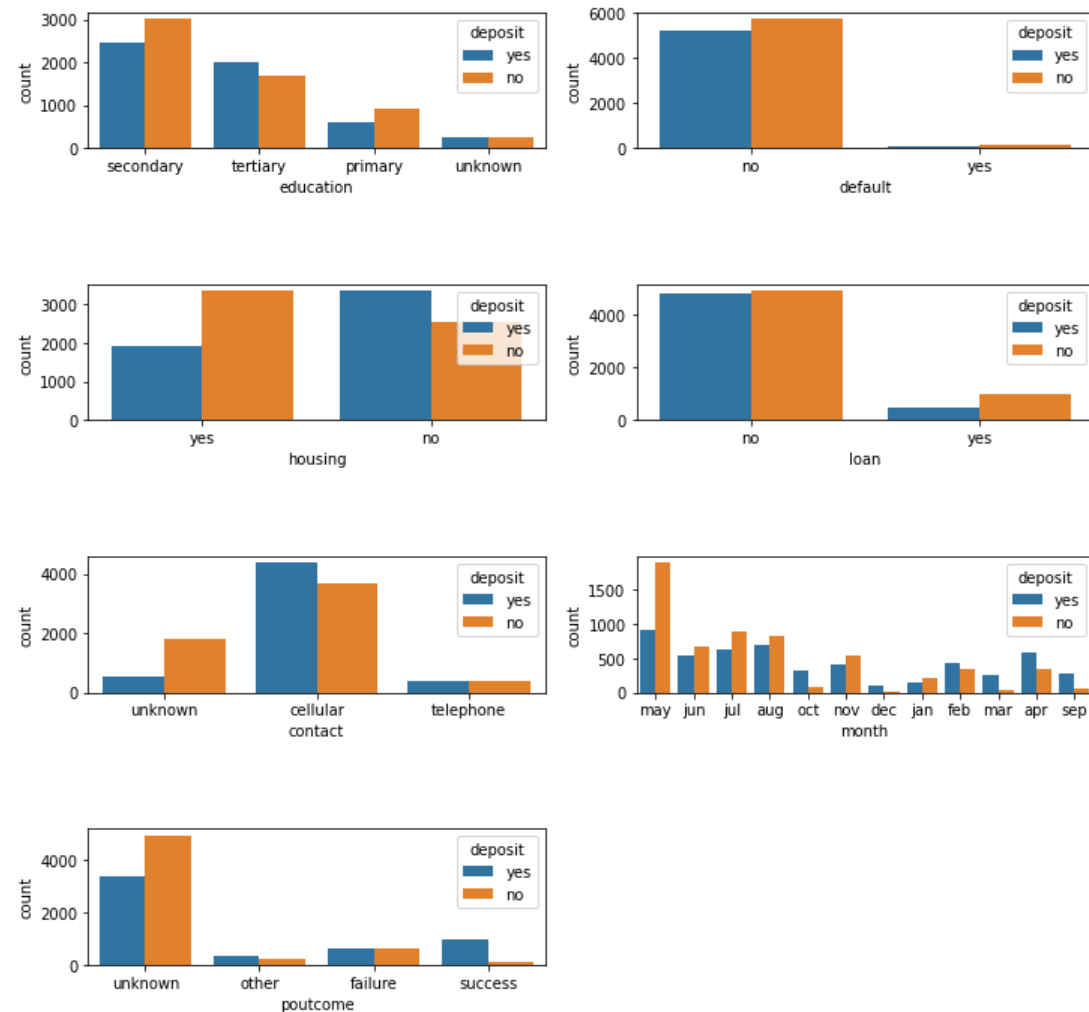 3000
2000
1000
0
count
deposit
yes
no
secondary tertiary primary unknown
education
6000
4000
2000
0
count
deposit
yes
no
no yes
default
3000
2000
1000
0
count
deposit
yes
no
yes no
housing
4000
2000
0
count
deposit
yes
no
no yes
loan
4000
2000
0
count
deposit
yes
no
unknown cellular telephone
contact
1500
1000
500
0
count
deposit
yes
no
may jun jul aug oct nov dec jan feb mar apr sep
month
4000
2000
0
count
deposit
yes
no
unknown other failure success
poutcome